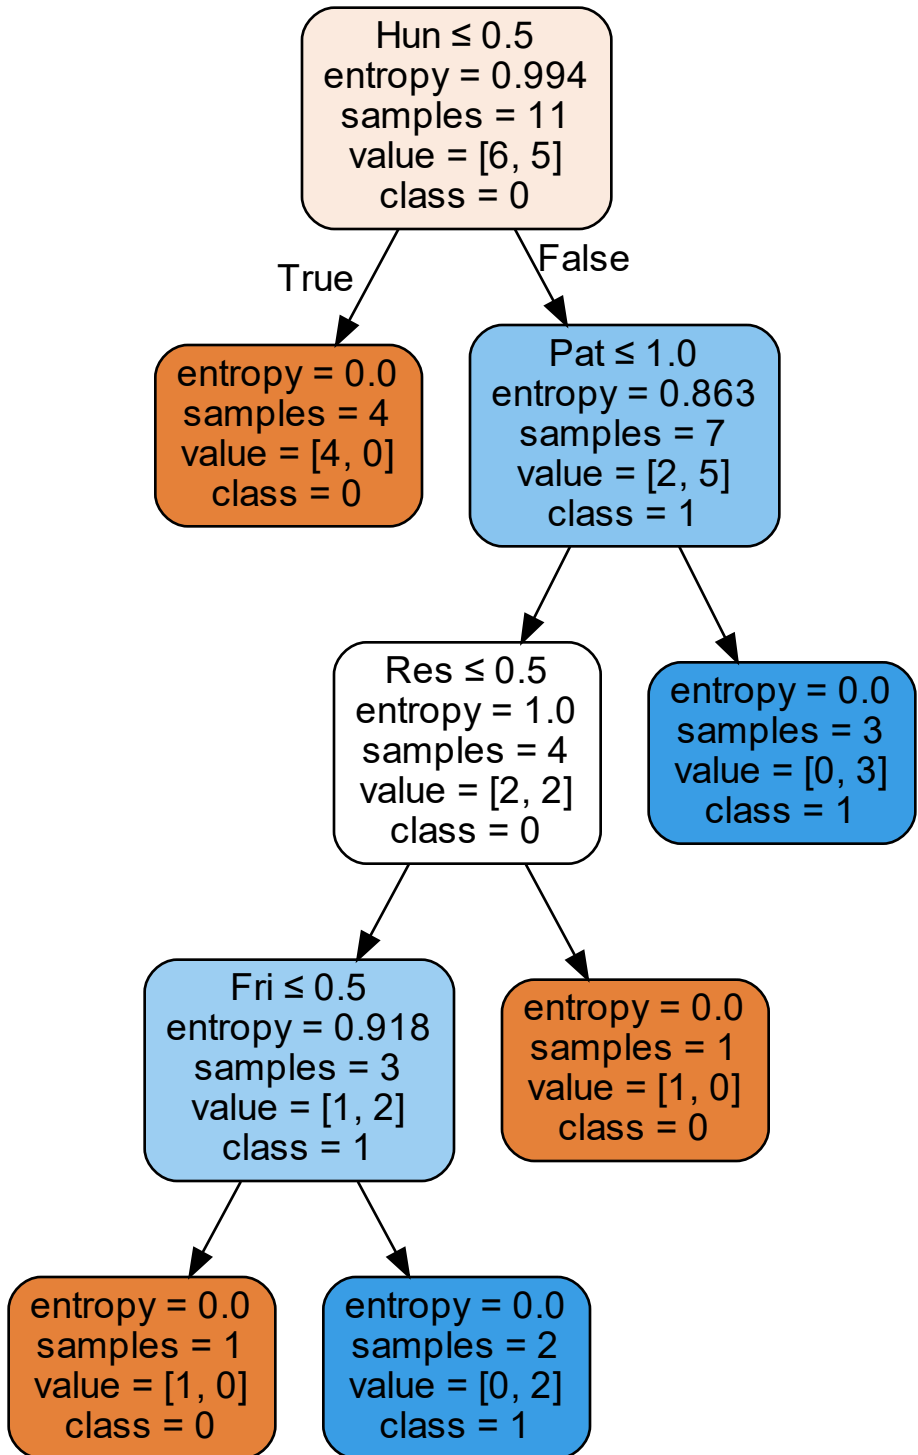 Hun ≤ 0.5
entropy = 0.994
samples = 11
value = [6, 5]
class = 0
True
False
entropy = 0.0
samples = 4
value = [4, 0]
class = 0
Pat ≤ 1.0
entropy = 0.863
samples = 7
value = [2, 5]
class = 1
Res ≤ 0.5
entropy = 1.0
samples = 4
value = [2, 2]
class = 0
entropy = 0.0
samples = 3
value = [0, 3]
class = 1
Fri ≤ 0.5
entropy = 0.918
samples = 3
value = [1, 2]
class = 1
entropy = 0.0
samples = 1
value = [1, 0]
class = 0
entropy = 0.0
samples = 1
value = [1, 0]
class = 0
entropy = 0.0
samples = 2
value = [0, 2]
class = 1